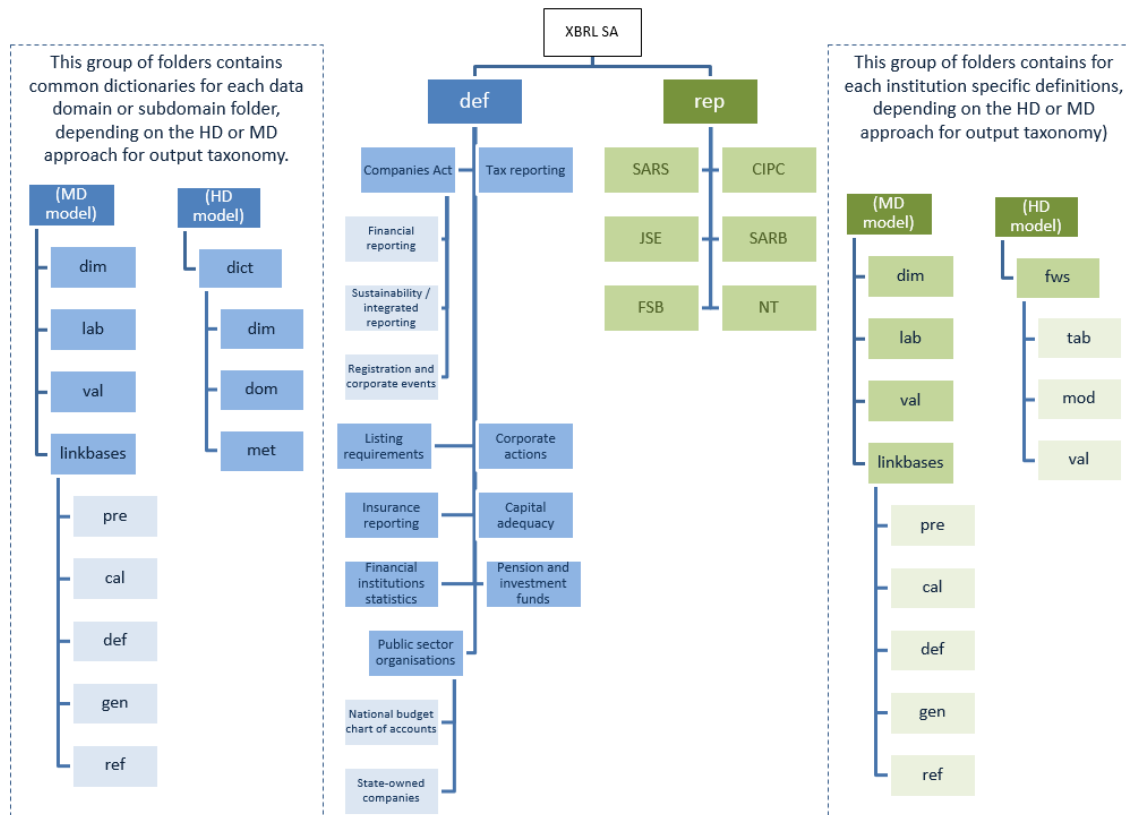 XBRL SA
This group of folders contains
common dictionaries for each data
domain or subdomain folder,
depending on the HD or MD
approach for output taxonomy.
(MD
model)
dim
lab
val
linkbases
pre
cal
def
gen
ref
(HD
model)
dict
dim
dom
met
def
Companies Act
Tax reporting
Financial
reporting
Sustainability /
integrated
reporting
Registration and
corporate events
Listing
requirements
Corporate
actions
Insurance
reporting
Capital
adequacy
Financial
institutions
statistics
Pension and
investment
funds
Public sector
organisations
National budget
chart of accounts
State-owned
companies
rep
SARS
CIPC
JSE
SARB
FSB
NT
This group of folders contains for
each institution specific definitions,
depending on the HD or MD
approach for output taxonomy)
(MD
model)
dim
lab
val
linkbases
pre
cal
def
gen
ref
(HD
model)
fws
tab
mod
val